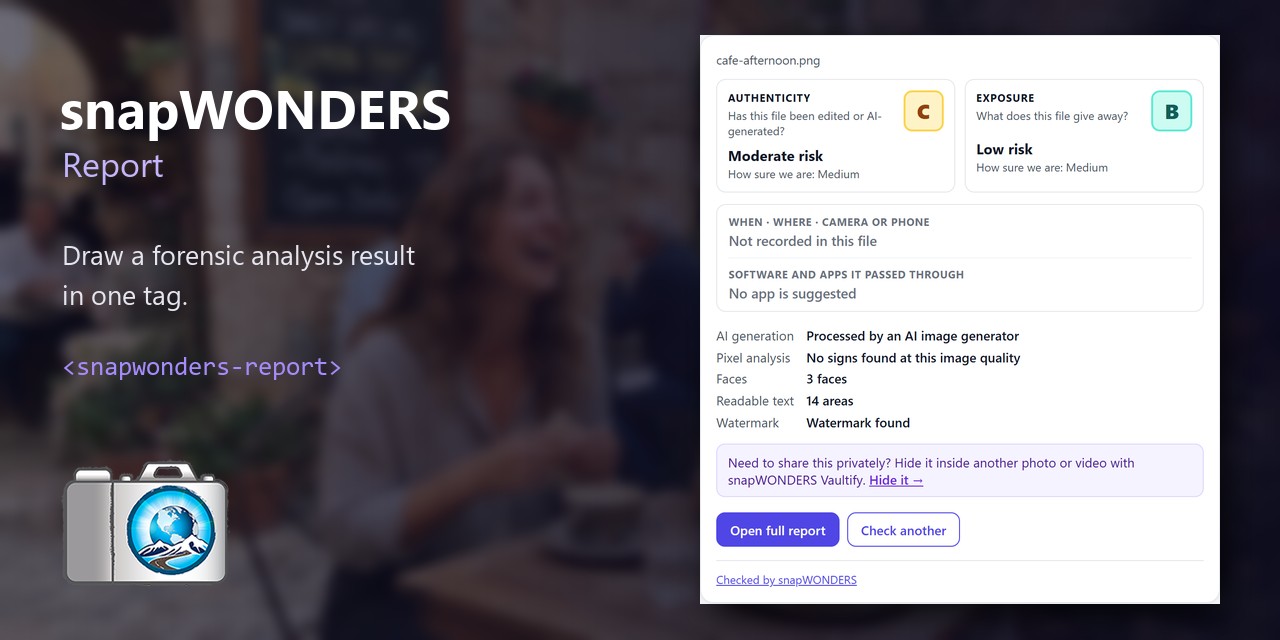 snapWONDERS
Report
Draw a forensic analysis result
in one tag.
<snapwonders-report>
cafe-afternoon.png
AUTHENTICITY
Has this file been edited or AI-
generated?
C
Moderate risk
How sure we are: Medium
EXPOSURE
What does this file give away?
B
Low risk
How sure we are: Medium
WHEN · WHERE · CAMERA OR PHONE
Not recorded in this file
SOFTWARE AND APPS IT PASSED THROUGH
No app is suggested
AI generation Processed by an AI image generator
Pixel analysis No signs found at this image quality
Faces 3 faces
Readable text 14 areas
Watermark Watermark found
Need to share this privately? Hide it inside another photo or video with
snapWONDERS Vaultify. Hide it →
Open full report Check another
Checked by snapWONDERS